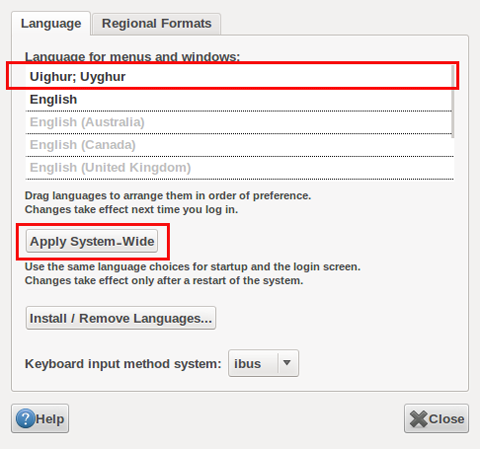 Language
Regional Formats
Language for menus and windows:
Uighur; Uyghur
English
English (Australia)
English (Canada)
English (United Kingdom)
Drag languages to arrange them in order of preference.
Changes take effect next time you log in.
Apply System-Wide
Use the same language choices for startup and the login screen.
Changes take effect only after a restart of the system.
Install / Remove Languages...
Keyboard input method system: ibus
Help
Close